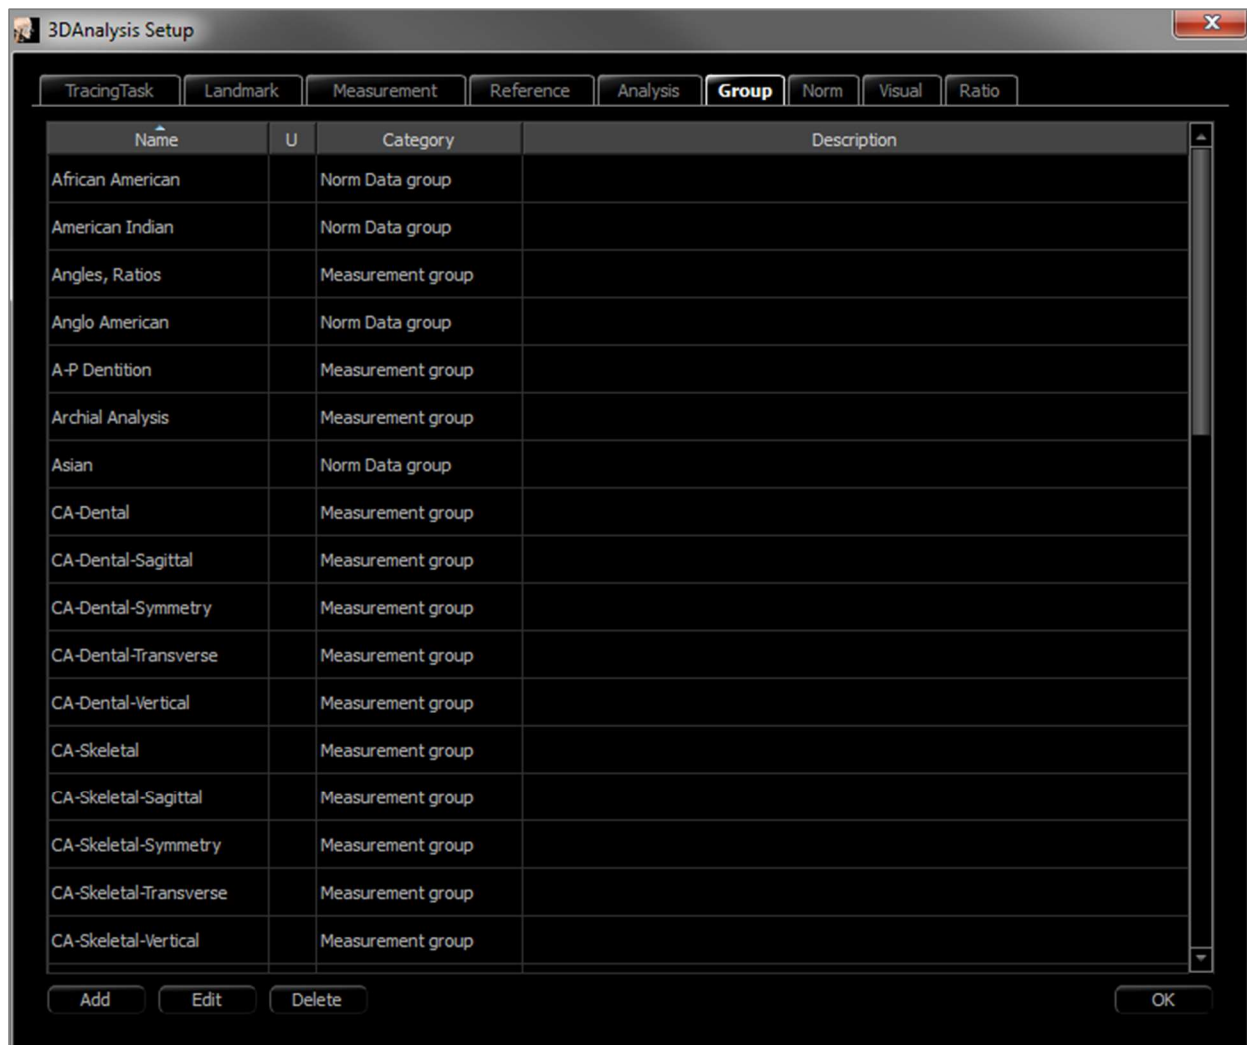 3DAnalysis Setup
x
TracingTask Landmark Measurement Reference Analysis Group Norm Visual Ratio
Name U Category Description
African American Norm Data group
American Indian Norm Data group
Angles, Ratios Measurement group
Anglo American Norm Data group
A-P Dentition Measurement group
Archial Analysis Measurement group
Asian Norm Data group
CA-Dental Measurement group
CA-Dental-Sagittal Measurement group
CA-Dental-Symmetry Measurement group
CA-Dental-Transverse Measurement group
CA-Dental-Vertical Measurement group
CA-Skeletal Measurement group
CA-Skeletal-Sagittal Measurement group
CA-Skeletal-Symmetry Measurement group
CA-Skeletal-Transverse Measurement group
CA-Skeletal-Vertical Measurement group
Add Edit Delete OK